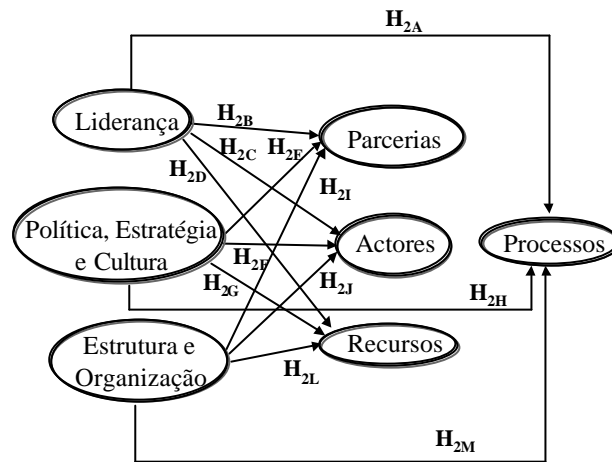 H2A
Liderança
H2B
Parcerias
H2C
H2E
H2D
H2I
Política, Estratégia
e Cultura
Actores
Processos
H2F
H2G
H2J
H2H
Estrutura e
Organização
Recursos
H2L
H2M